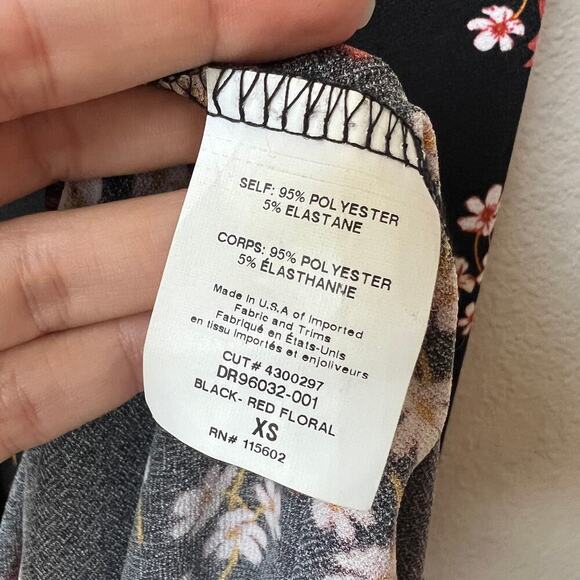 SELF: 95% POLYESTER
5% ELASTANE
CORPS: 95% POLYESTER
5% ÉLASTHANNE
Made in U.S.A of Imported
Fabric and Trims
Fabriqué en États-Unis
en tissu importés et enjoliveurs
CUT# 4300297
DR96032-001
BLACK- RED FLORAL
XS
RN# 115602